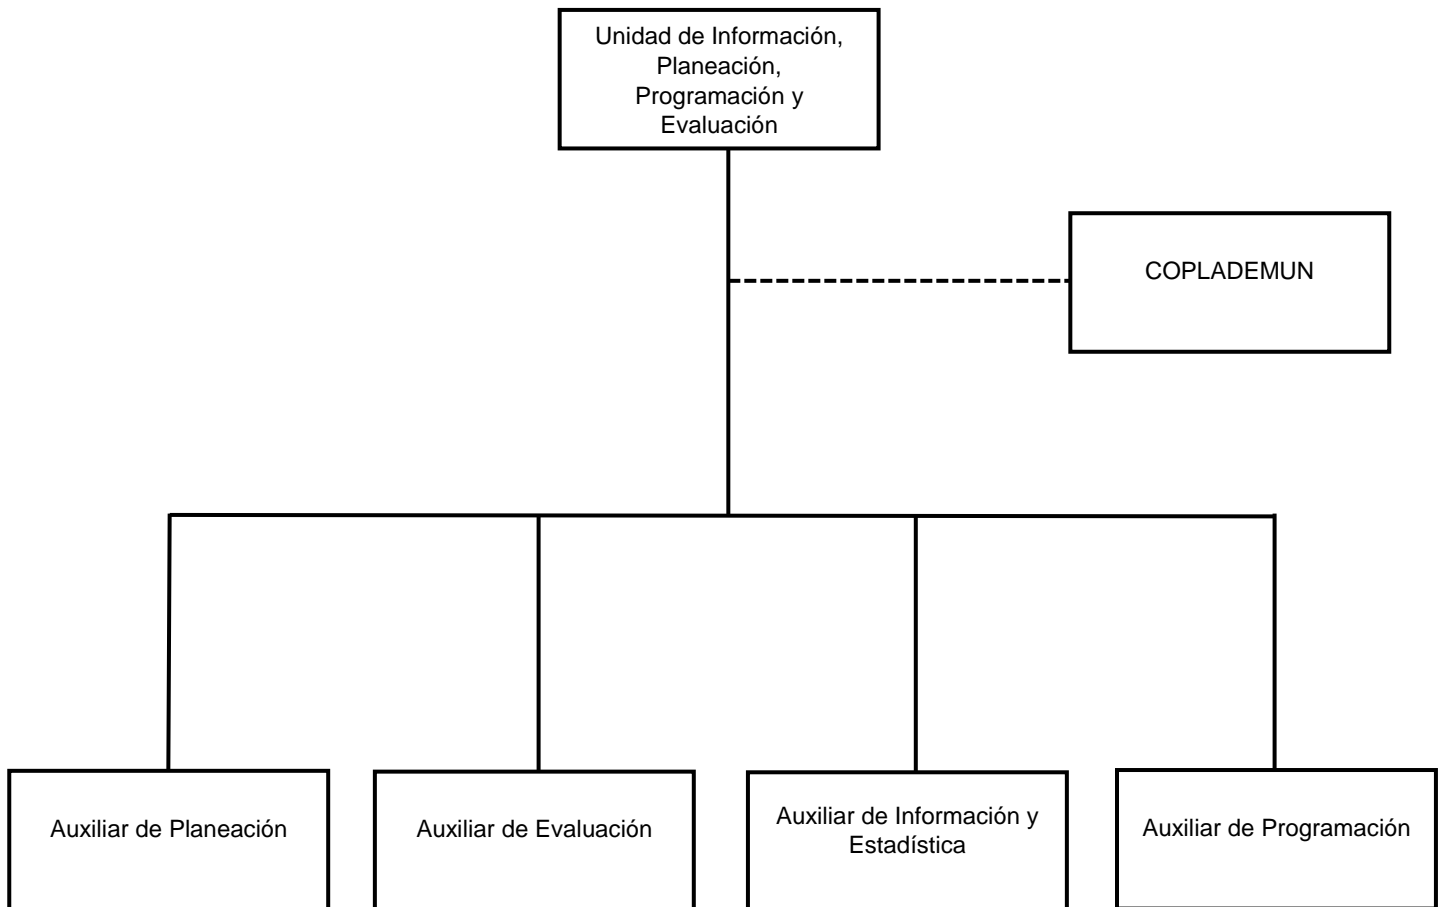 Unidad de Información,
Planeación,
Programación y
Evaluación
COPLADEMUN
Auxiliar de Planeación
Auxiliar de Evaluación
Auxiliar de Información y
Estadística
Auxiliar de Programación